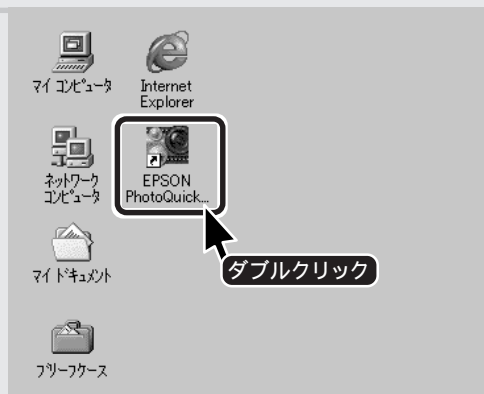 マイ コンピュータ
Internet
Explorer
ネットワーク
コンピュータ
EPSON
PhotoQuick...
ダブルクリック
マイ ドキュメント
ブリーフケース